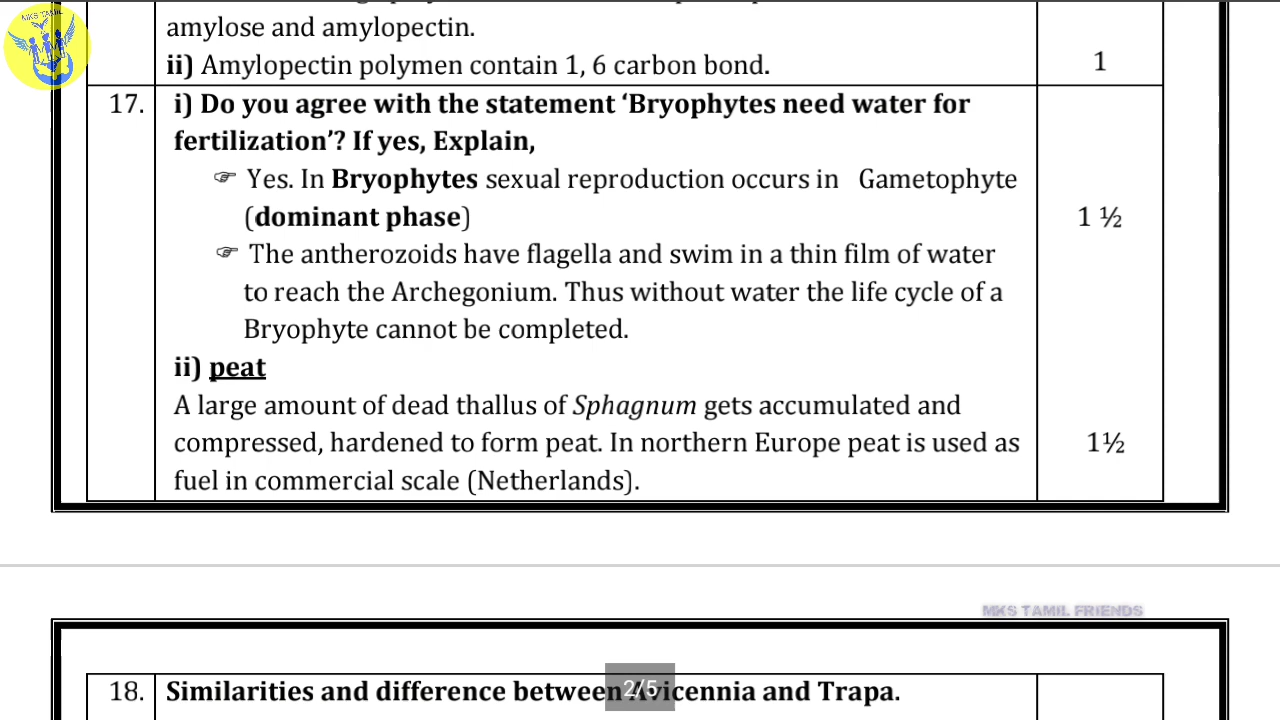 MKS TAMIL
amylose and amylopectin.
ii) Amylopectin polymen contain 1, 6 carbon bond.
1
17.
i) Do you agree with the statement ‘Bryophytes need water for
fertilization’? If yes, Explain,
☞ Yes. In Bryophytes sexual reproduction occurs in Gametophyte
(dominant phase)
1 ½
☞ The antherozoids have flagella and swim in a thin film of water
to reach the Archegonium. Thus without water the life cycle of a
Bryophyte cannot be completed.
ii) peat
A large amount of dead thallus of Sphagnum gets accumulated and
compressed, hardened to form peat. In northern Europe peat is used as
1½
fuel in commercial scale (Netherlands).
MKS TAMIL FRIENDS
18. Similarities and difference between Avicennia and Trapa.
2/5